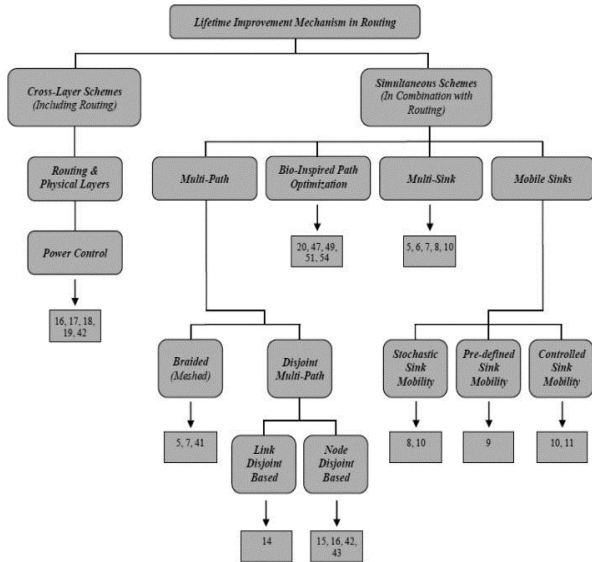 Lifetime Improvement Mechanism in Routing
Cross-Layer Schemes
(Including Routing)
Simultaneous Schemes
(In Combination with
Routing)
Routing &
Physical Layers
Multi-Path
Bio-Inspired Path
Optimization
Multi-Sink
Mobile Sinks
Power Control
20, 47, 49,
51, 54
5, 6, 7, 8, 10
16, 17, 18,
19, 42
Braided
(Meshed)
Disjoint
Multi-Path
Stochastic
Sink
Mobility
Pre-defined
Sink
Mobility
Controlled
Sink
Mobility
5, 7, 41
8, 10
9
10, 11
Link
Disjoint
Based
Node
Disjoint
Based
14
15, 16, 42,
43